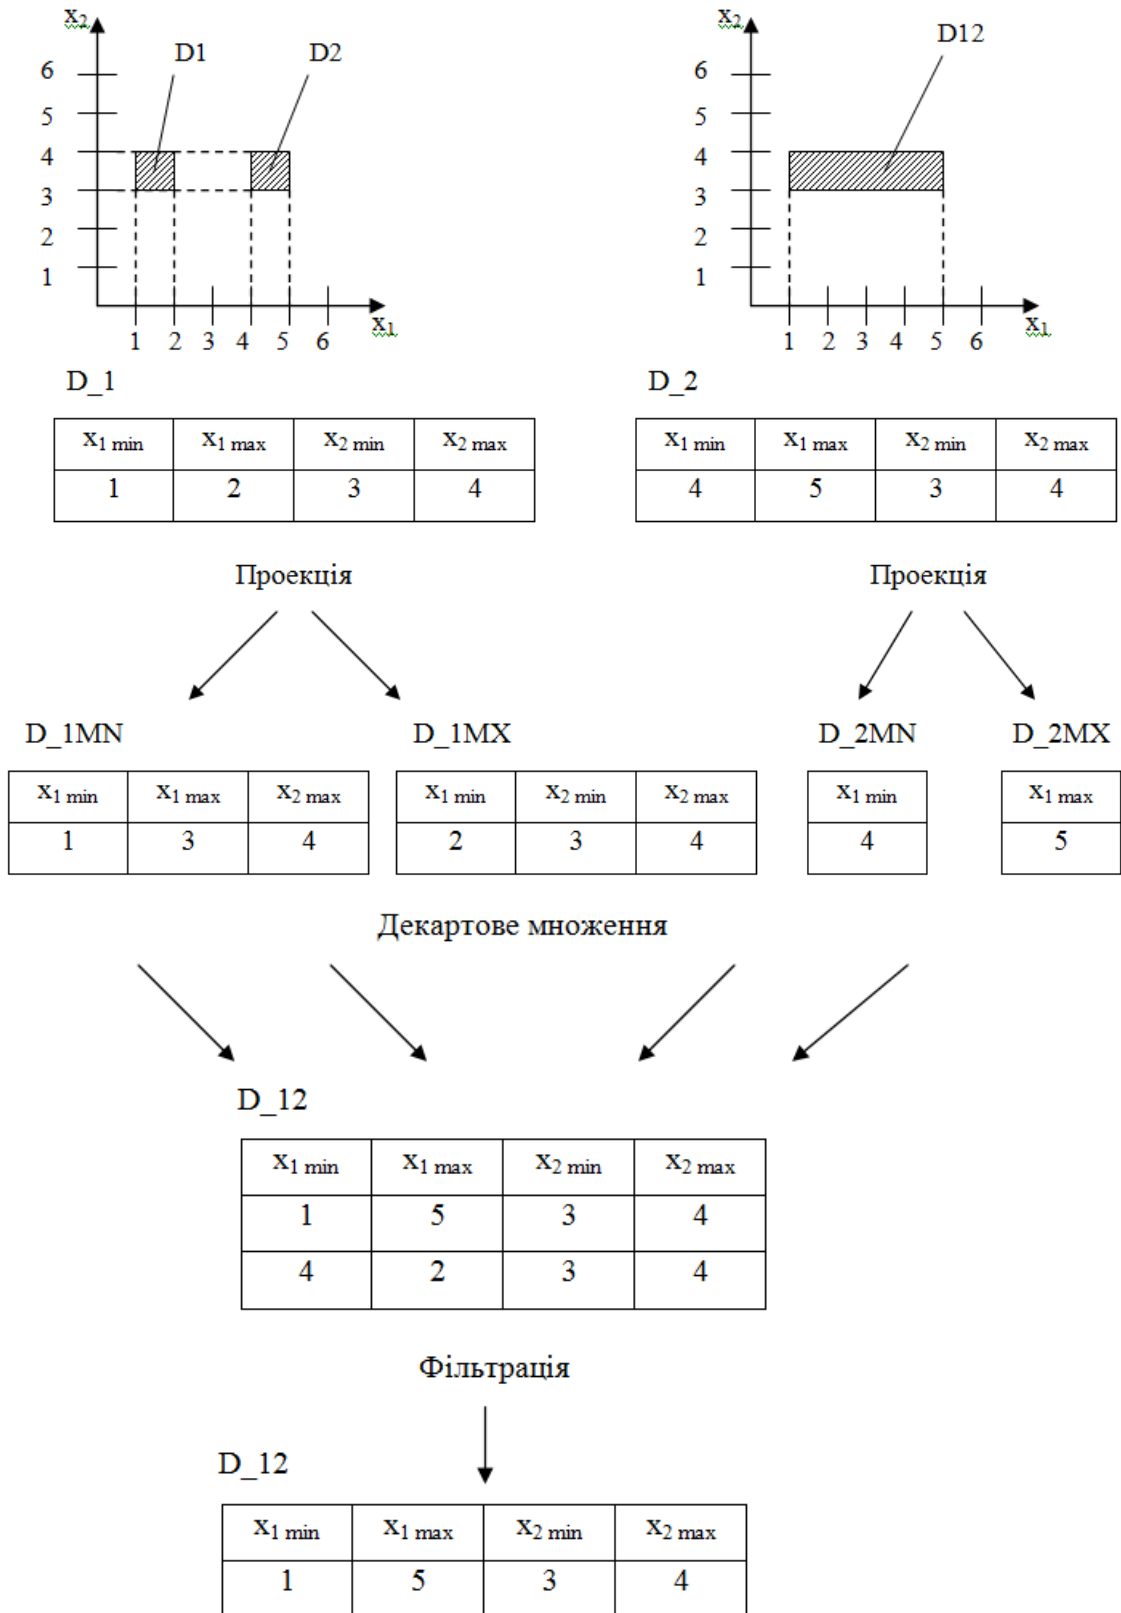 x₂ x₂
D1 D2 D12
6 6
5 5
4 4
3 3
2 2
1 1
x₁ x₁
1 2 3 4 5 6 1 2 3 4 5 6
D_1 D_2
x₁ min x₁ max x₂ min x₂ max x₁ min x₁ max x₂ min x₂ max
1 2 3 4 4 5 3 4
Проекція Проекція
D_1MN D_1MX D_2MN D_2MX
x₁ min x₁ max x₂ max x₁ min x₂ min x₂ max x₁ min x₁ max
1 3 4 2 3 4 4 5
Декартове множення
D_12
x₁ min x₁ max x₂ min x₂ max
1 5 3 4
4 2 3 4
Фільтрація
D_12
x₁ min x₁ max x₂ min x₂ max
1 5 3 4